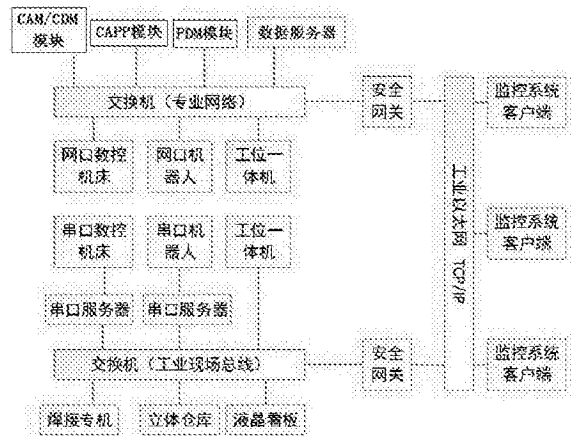 CAM/CDM
模块
CAPP模块
PDM模块
数据服务器
交换机（专业网络）
安全
网关
监控系统
客户端
网口数控
机床
网口机
器人
工位一
体机
工业以太网 TCP/IP
串口数控
机床
串口机
器人
工位一
体机
监控系统
客户端
串口服务器
串口服务器
交换机（工业现场总线）
安全
网关
监控系统
客户端
焊接专机
立体仓库
液晶看板